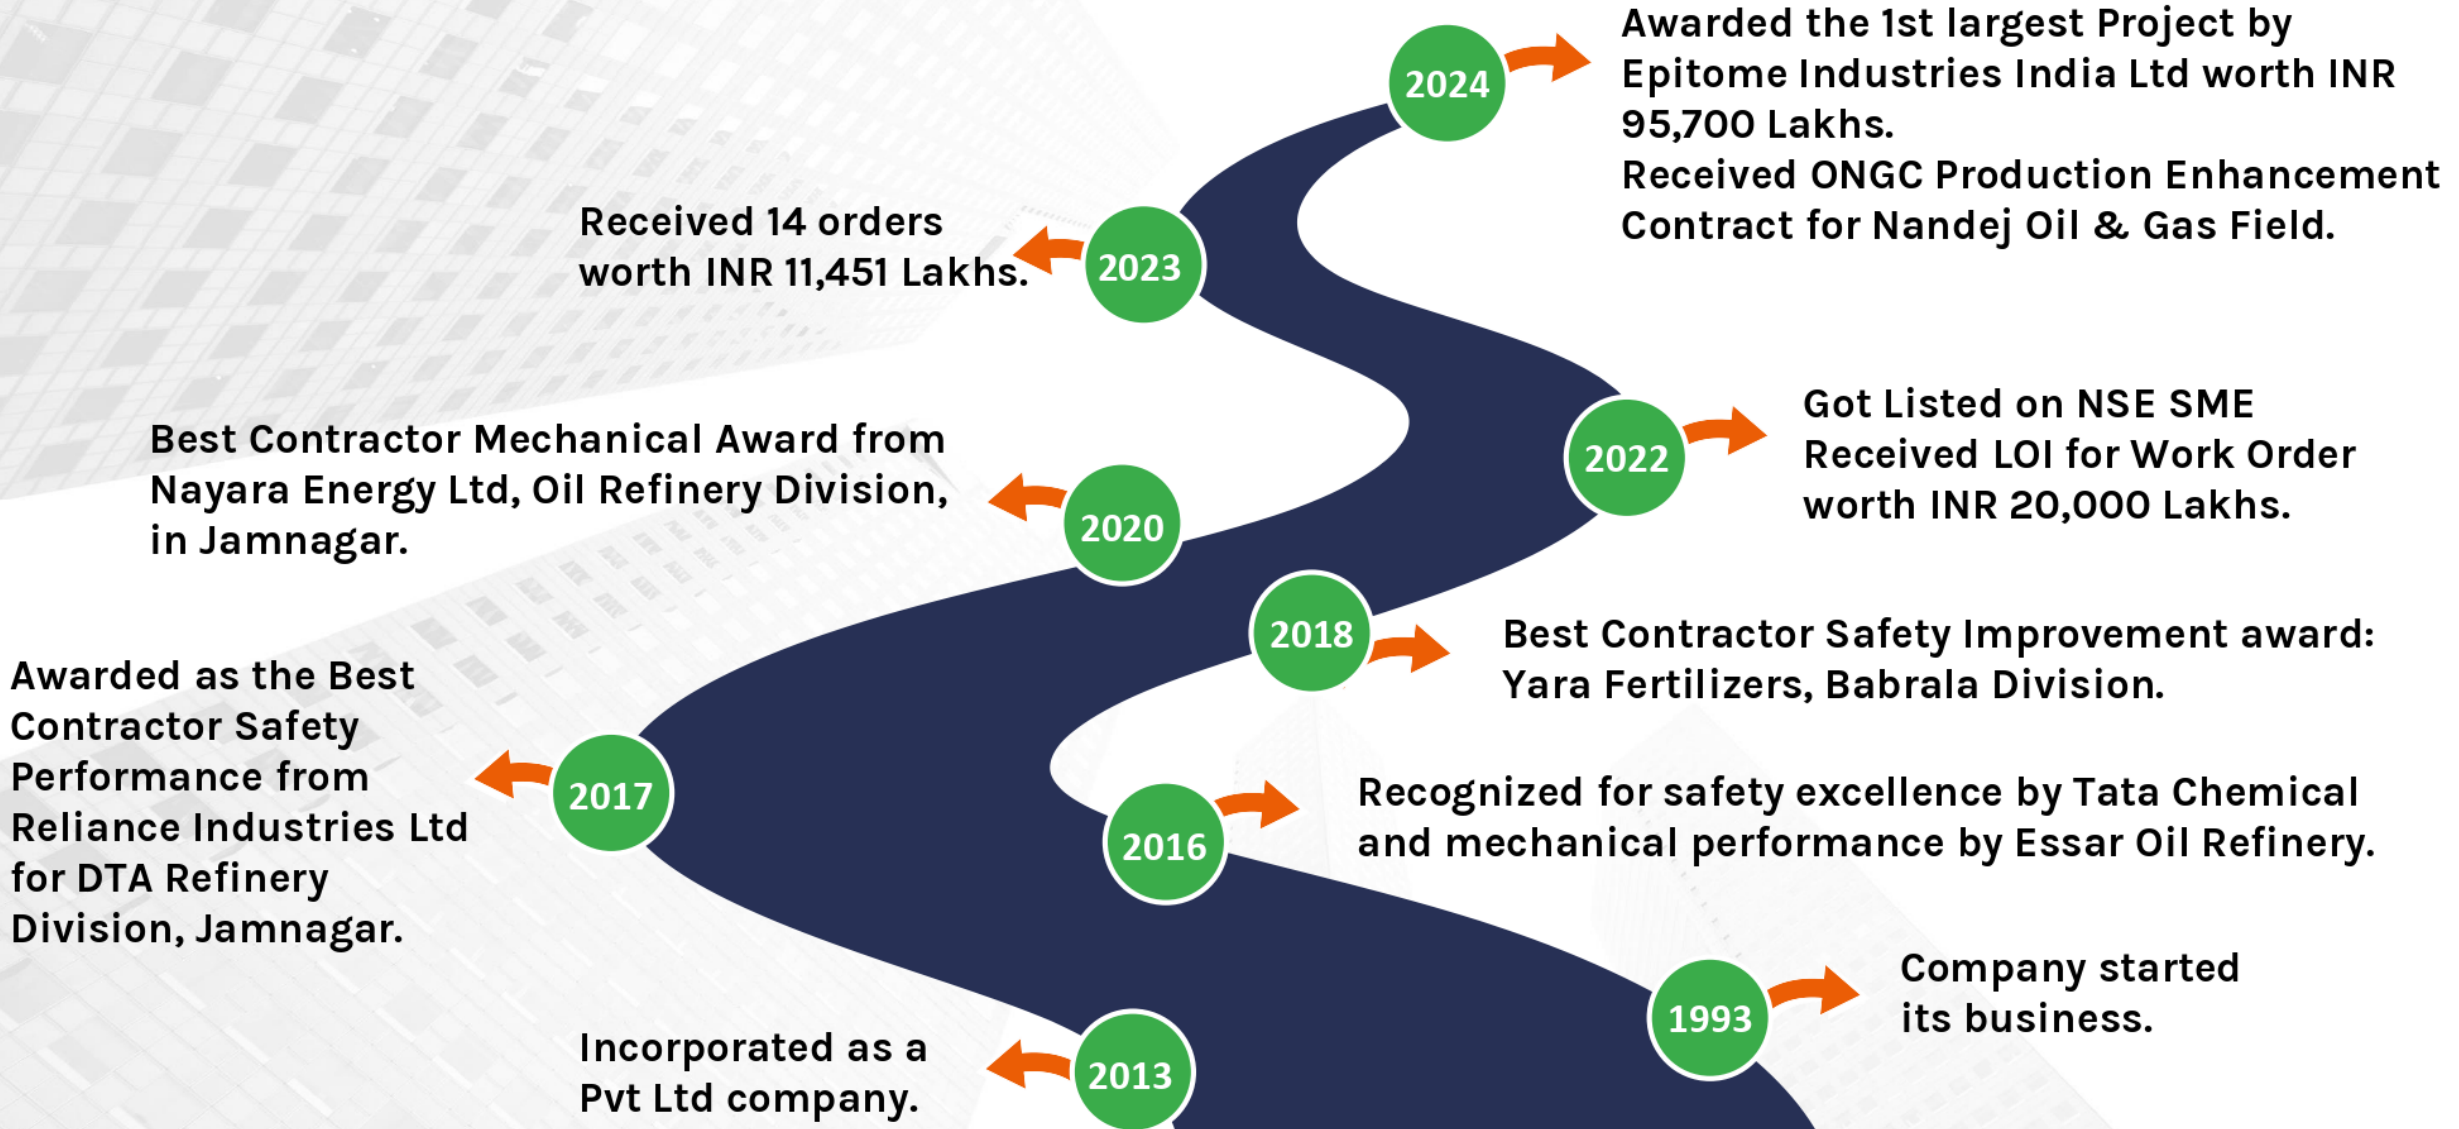 2024
Awarded the 1st largest Project by
Epitome Industries India Ltd worth INR
95,700 Lakhs.
Received ONGC Production Enhancement
Contract for Nandej Oil & Gas Field.
Received 14 orders
worth INR 11,451 Lakhs.
2023
2022
Got Listed on NSE SME
Received LOI for Work Order
worth INR 20,000 Lakhs.
Best Contractor Mechanical Award from
Nayara Energy Ltd, Oil Refinery Division,
in Jamnagar.
2020
2018
Best Contractor Safety Improvement award:
Yara Fertilizers, Babrala Division.
Awarded as the Best
Contractor Safety
Performance from
Reliance Industries Ltd
for DTA Refinery
Division, Jamnagar.
2017
2016
Recognized for safety excellence by Tata Chemical
and mechanical performance by Essar Oil Refinery.
1993
Company started
its business.
Incorporated as a
Pvt Ltd company.
2013